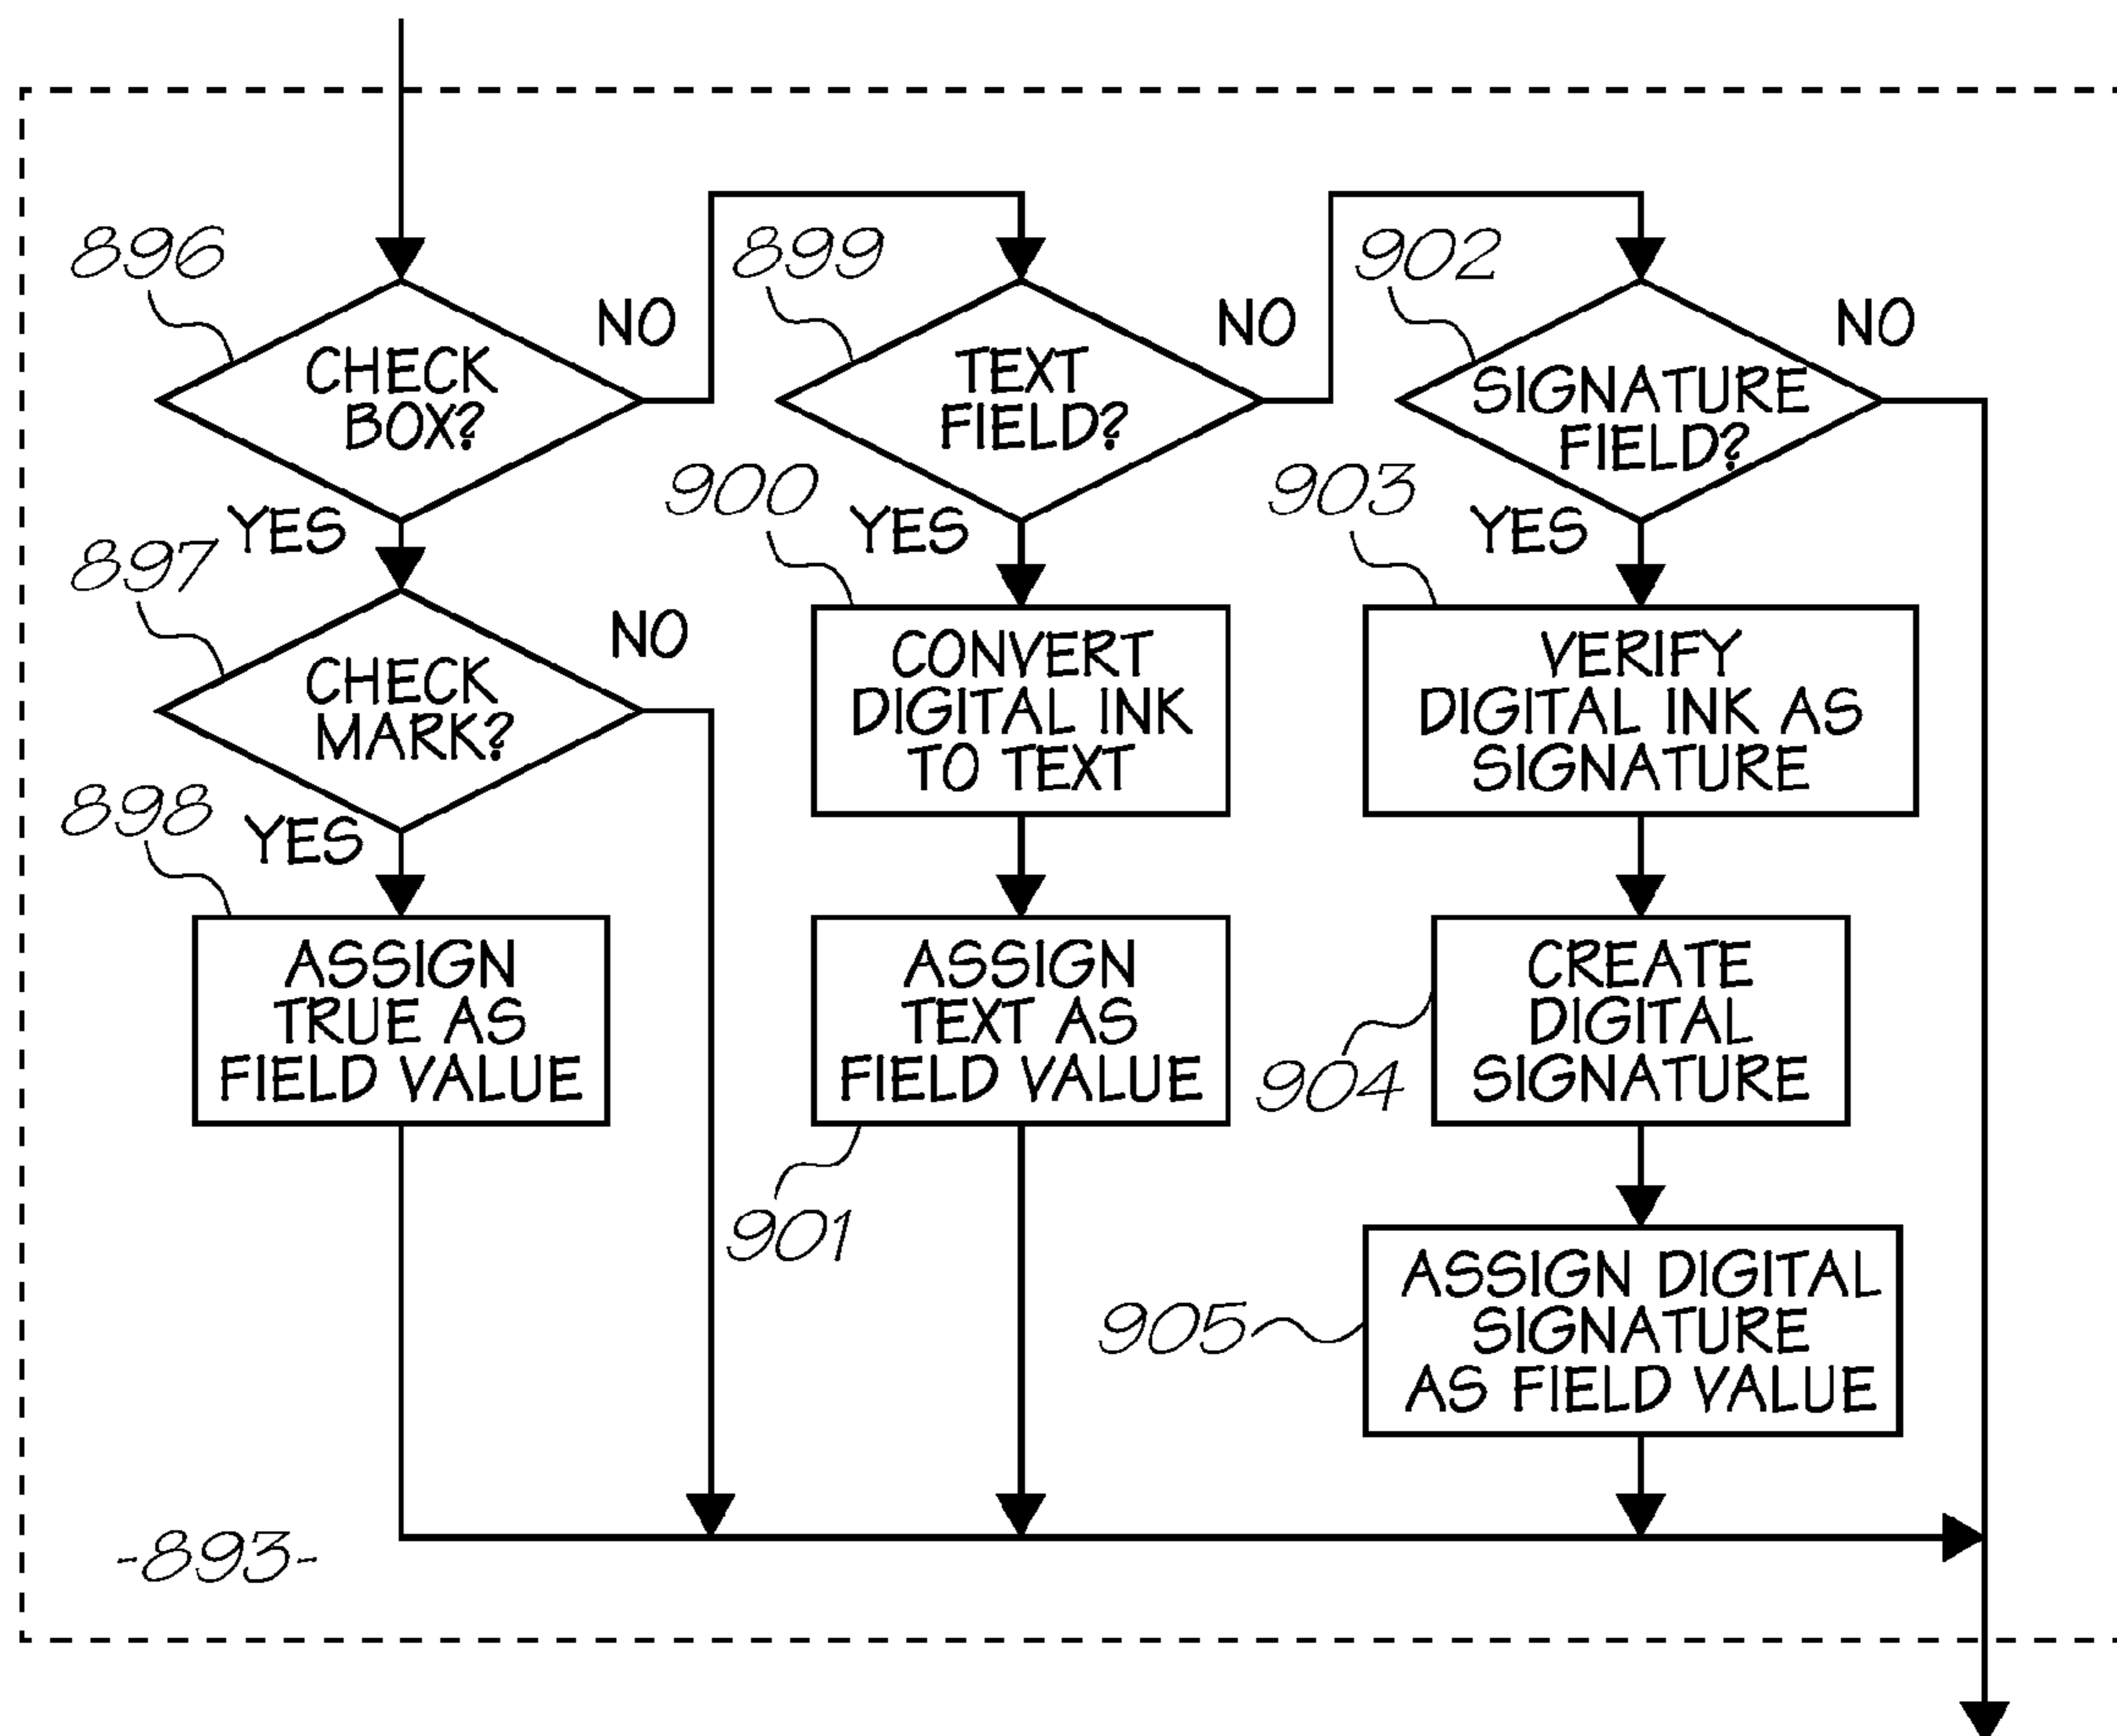 896
CHECK
BOX?
NO
YES
897
CHECK
MARK?
NO
YES
898
ASSIGN
TRUE AS
FIELD VALUE
899
TEXT
FIELD?
NO
YES
900
CONVERT
DIGITAL INK
TO TEXT
ASSIGN
TEXT AS
FIELD VALUE
901
902
SIGNATURE
FIELD?
NO
YES
903
VERIFY
DIGITAL INK AS
SIGNATURE
CREATE
DIGITAL
SIGNATURE
904
ASSIGN DIGITAL
SIGNATURE
AS FIELD VALUE
905
-893-